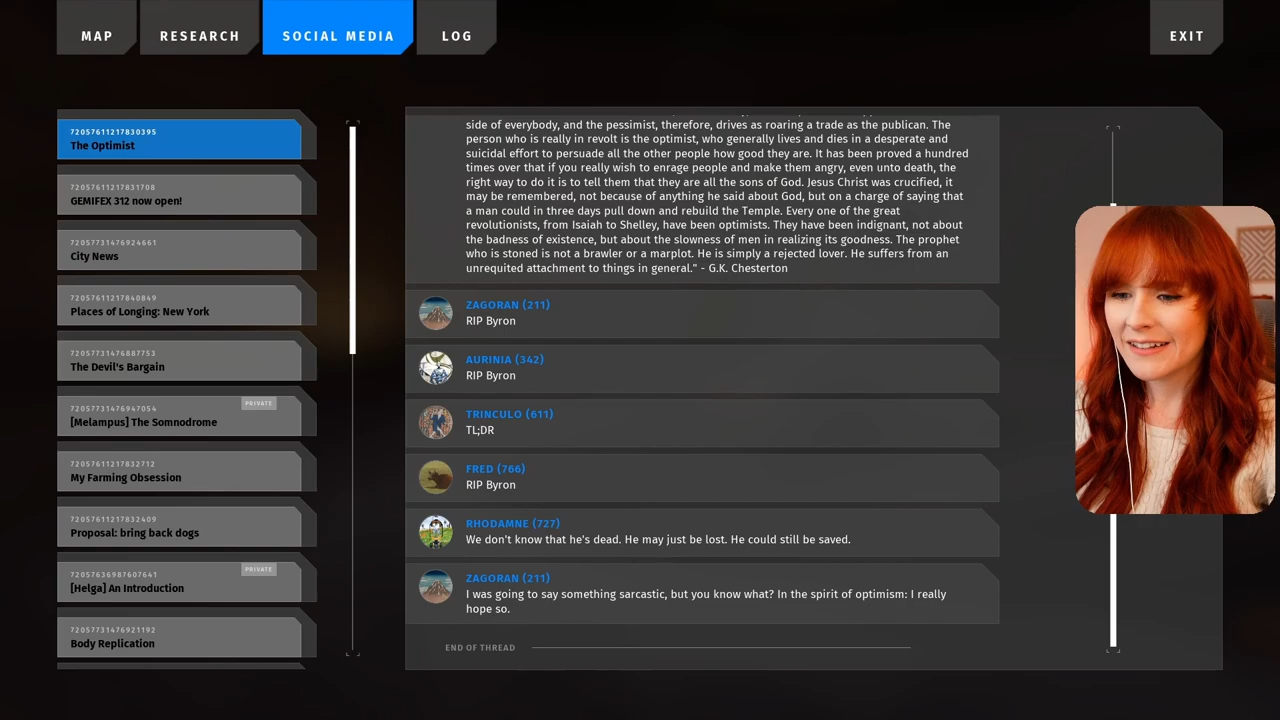 MAP
RESEARCH
SOCIAL MEDIA
LOG
EXIT
72057611217830395
The Optimist
72057611217831708
GEMIFEX 312 now open!
72057731476924661
City News
72057611217840849
Places of Longing: New York
72057731476887753
The Devil's Bargain
PRIVATE
72057731476947054
[Melampus] The Somnodrome
72057611217832712
My Farming Obsession
72057611217832409
Proposal: bring back dogs
PRIVATE
72057636987607641
[Helga] An Introduction
72057731476921192
Body Replication
side of everybody, and the pessimist, therefore, drives as roaring a trade as the publican. The
person who is really in revolt is the optimist, who generally lives and dies in a desperate and
suicidal effort to persuade all the other people how good they are. It has been proved a hundred
times over that if you really wish to enrage people and make them angry, even unto death, the
right way to do it is to tell them that they are all the sons of God. Jesus Christ was crucified, it
may be remembered, not because of anything he said about God, but on a charge of saying that
a man could in three days pull down and rebuild the Temple. Every one of the great
revolutionists, from Isaiah to Shelley, have been optimists. They have been indignant, not about
the badness of existence, but about the slowness of men in realizing its goodness. The prophet
who is stoned is not a brawler or a marplot. He is simply a rejected lover. He suffers from an
unrequited attachment to things in general." - G.K. Chesterton
ZAGORAN (211)
RIP Byron
AURINIA (342)
RIP Byron
TRINCULO (611)
TL;DR
FRED (766)
RIP Byron
RHODAMNE (727)
We don't know that he's dead. He may just be lost. He could still be saved.
ZAGORAN (211)
I was going to say something sarcastic, but you know what? In the spirit of optimism: I really
hope so.
END OF THREAD